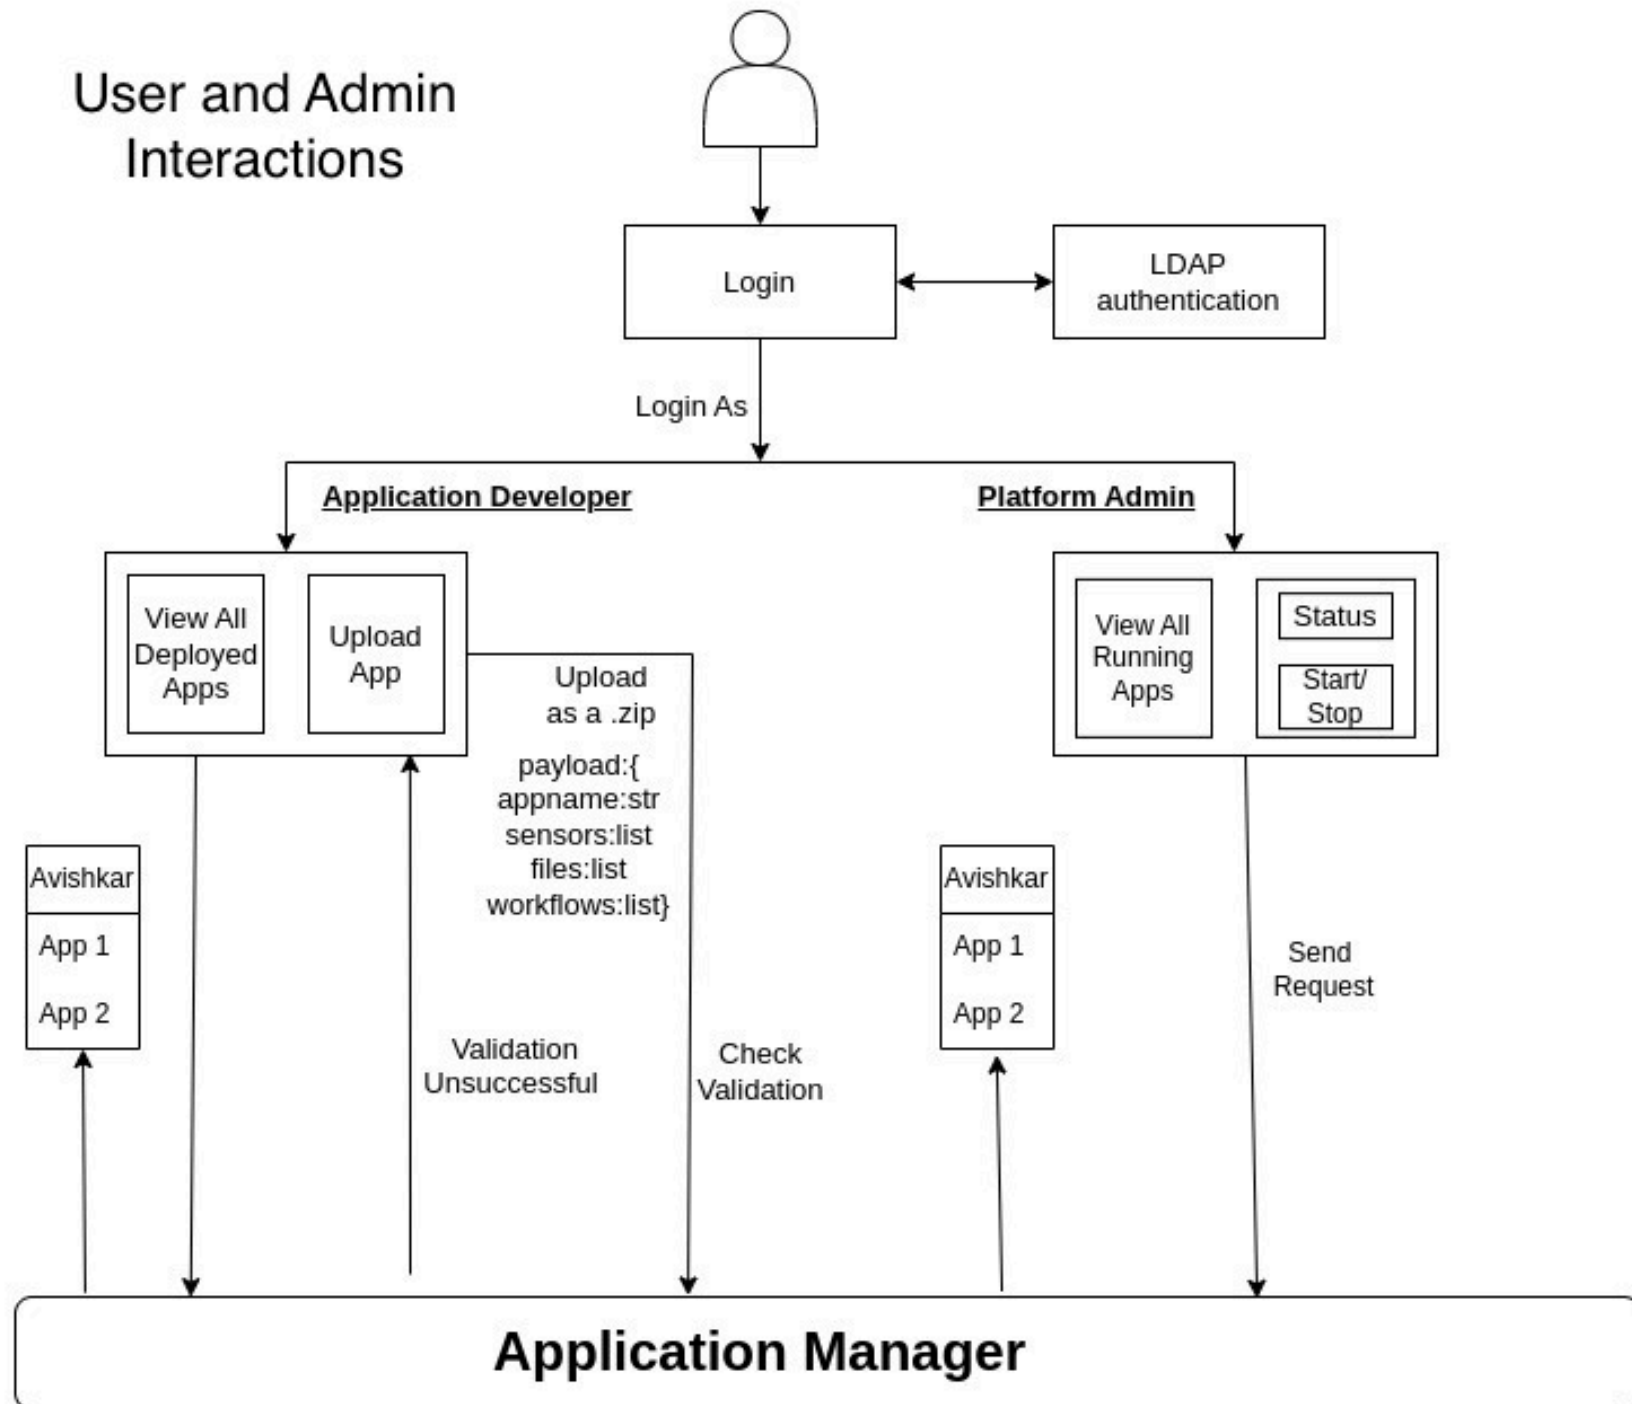 User and Admin
Interactions
Login
LDAP
authentication
Login As
Application Developer
Platform Admin
View All
Deployed
Apps
Upload
App
Upload
as a .zip
payload:{
appname:str
sensors:list
files:list
workflows:list}
View All
Running
Apps
Status
Start/
Stop
Avishkar
App 1
App 2
Validation
Unsuccessful
Check
Validation
Avishkar
App 1
App 2
Send
Request
Application Manager